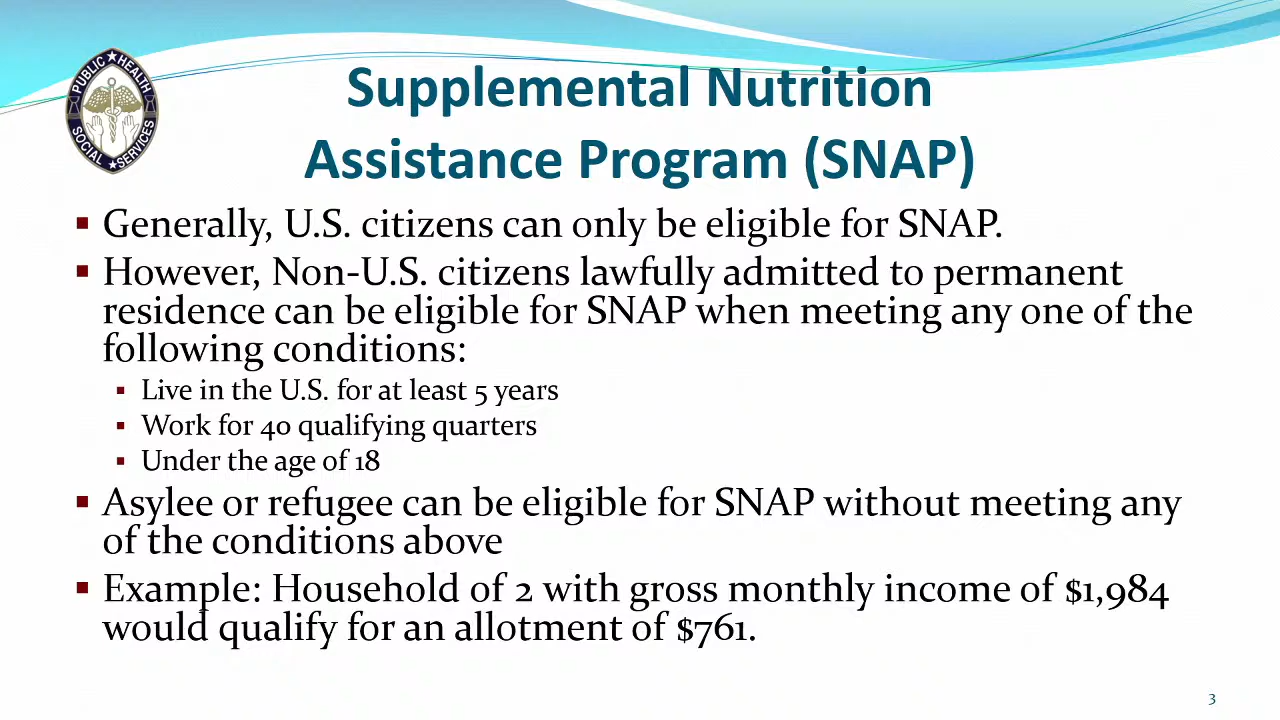 PUBLIC HEALTH
SOCIAL SERVICES
Supplemental Nutrition
Assistance Program (SNAP)
▪ Generally, U.S. citizens can only be eligible for SNAP.
▪ However, Non-U.S. citizens lawfully admitted to permanent
residence can be eligible for SNAP when meeting any one of the
following conditions:
▪ Live in the U.S. for at least 5 years
▪ Work for 40 qualifying quarters
▪ Under the age of 18
▪ Asylee or refugee can be eligible for SNAP without meeting any
of the conditions above
▪ Example: Household of 2 with gross monthly income of $1,984
would qualify for an allotment of $761.
3